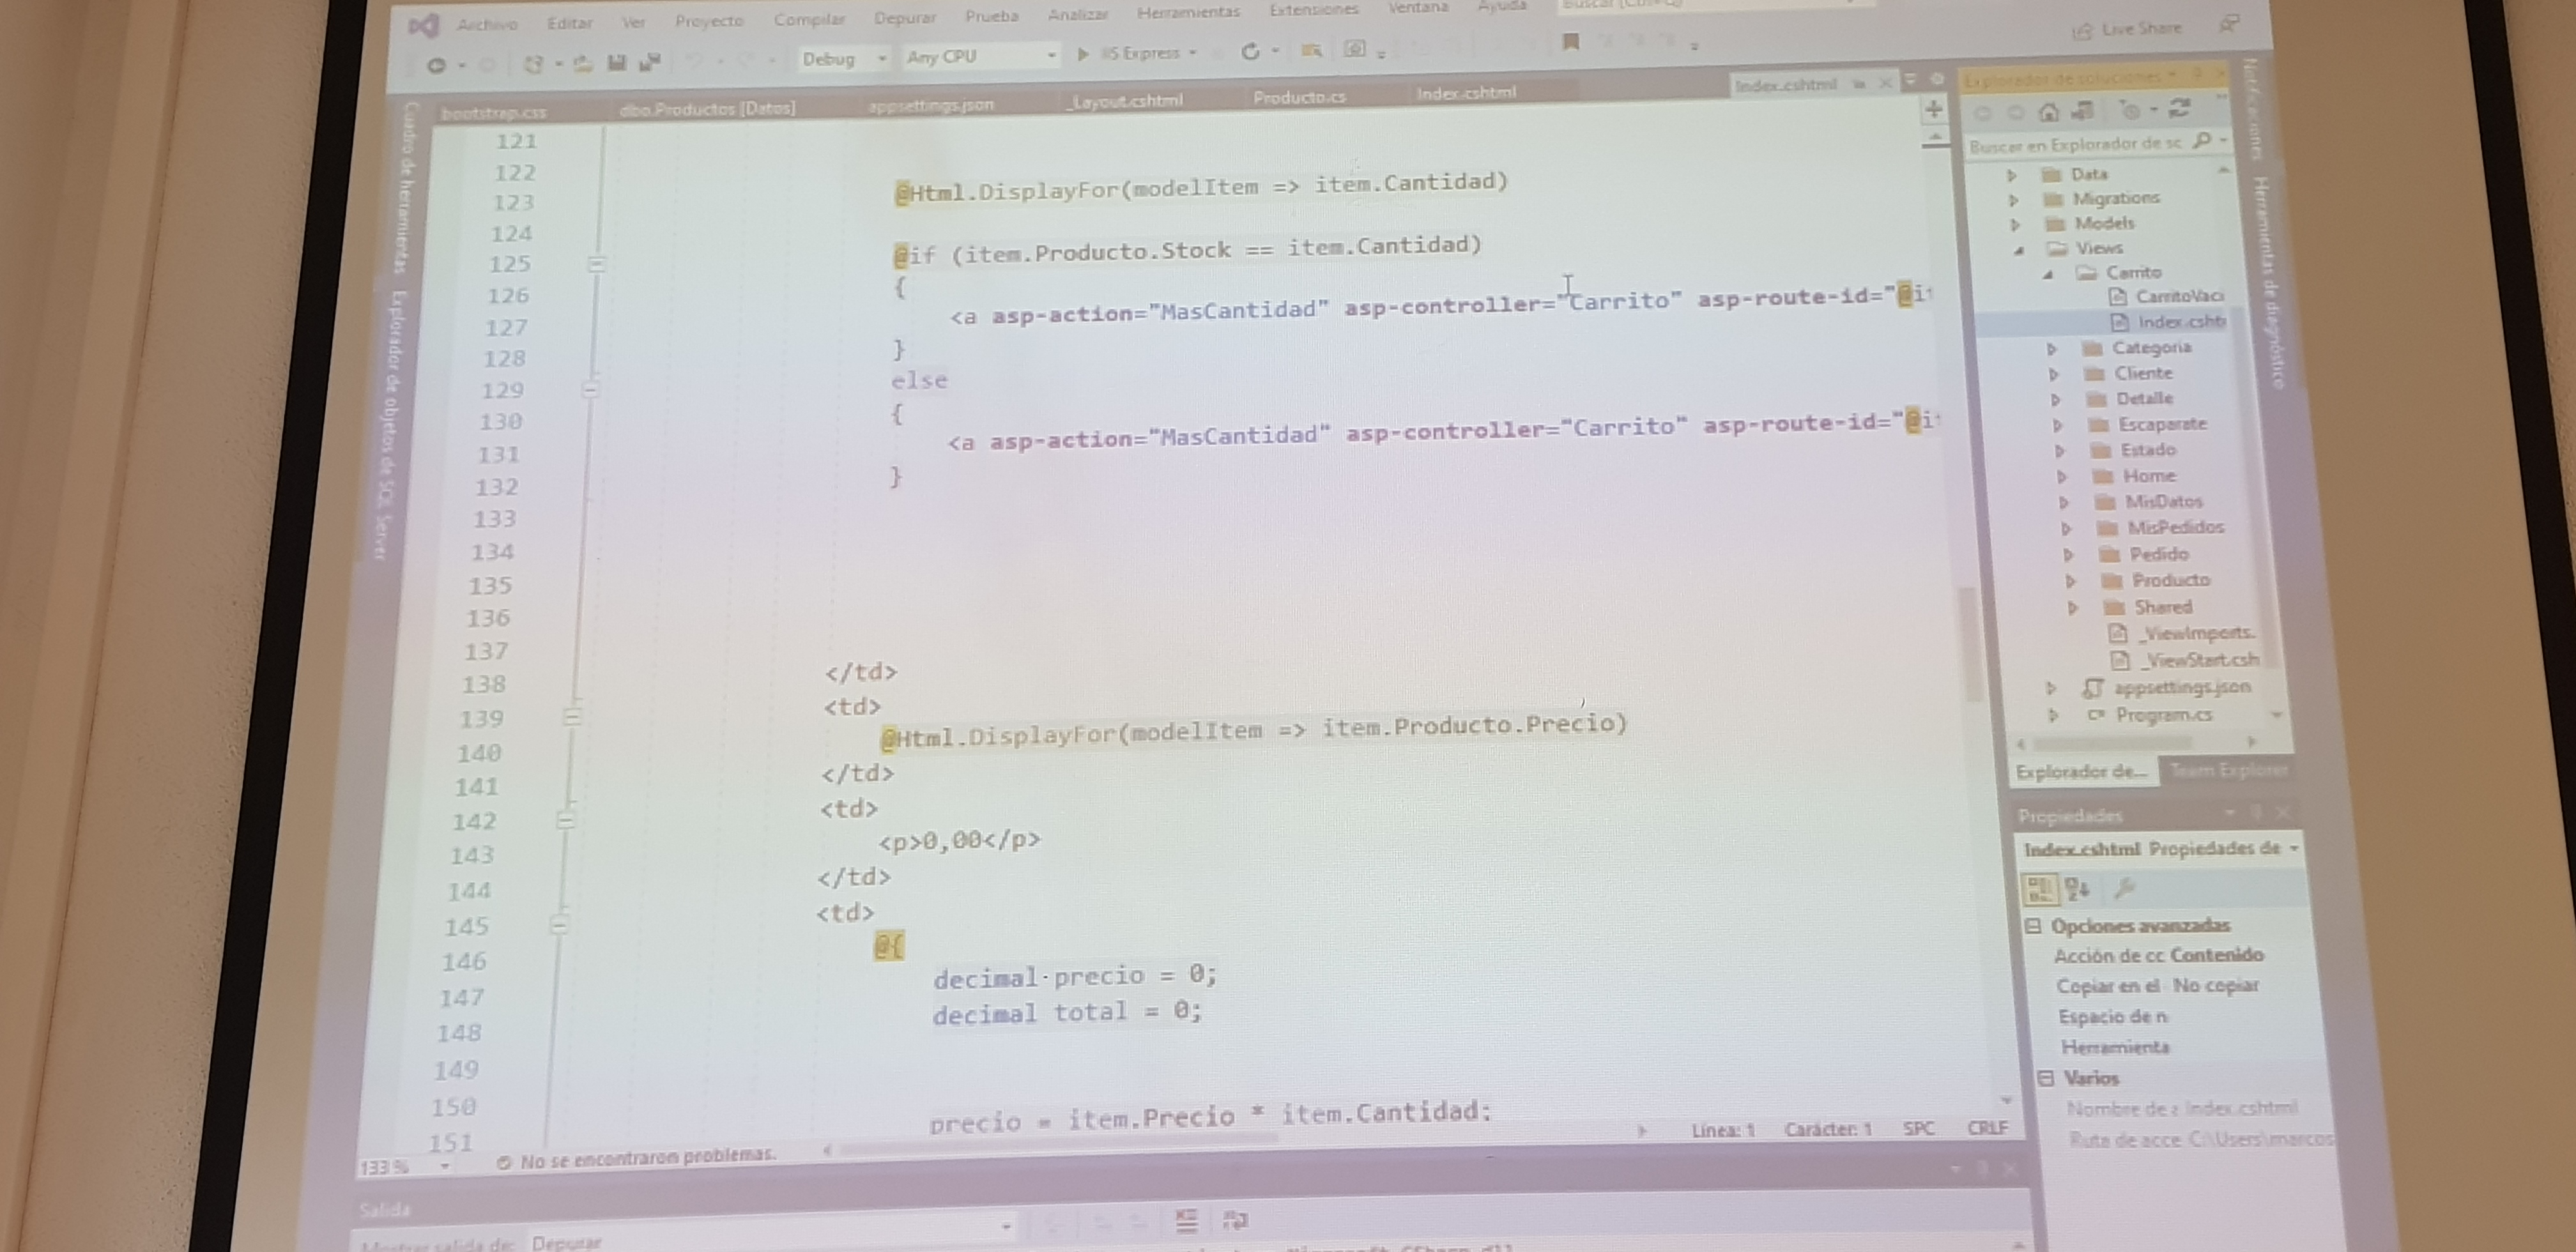 Archivo Editar Ver Proyecto Compilar Depurar Prueba Analizar Herramientas Extensiones Ventana Ayuda
Live Share
Debug Any CPU IIS Express
bootstrap.css dbo.Productos [Datos] appsettings.json _Layout.cshtml Producto.cs Index.cshtml Index.cshtml
Cuadro de herramientas Explorador de objetos de SQL Server
121
122
123 @Html.DisplayFor(modelItem => item.Cantidad)
124
125 @if (item.Producto.Stock == item.Cantidad)
126 {
127 <a asp-action="MasCantidad" asp-controller="Carrito" asp-route-id="@i
128 }
129 else
130 {
131 <a asp-action="MasCantidad" asp-controller="Carrito" asp-route-id="@i
132 }
133
134
135
136
137
138 </td>
139 <td>
140 @Html.DisplayFor(modelItem => item.Producto.Precio)
141 </td>
142 <td>
143 <p>0,00</p>
144 </td>
145 <td>
146 @{
147 decimal·precio = 0;
148 decimal total = 0;
149
150
151 precio = item.Precio * item.Cantidad;
133 % No se encontraron problemas. Línea: 1 Carácter: 1 SPC CRLF
Salida
Mostrar salida de: Depurar
Explorador de soluciones
Buscar en Explorador de sc
Data
Migrations
Models
Views
Carrito
CarritoVaci
Index.csht
Categoria
Cliente
Detalle
Escaparate
Estado
Home
MisDatos
MisPedidos
Pedido
Producto
Shared
_ViewImports.
_ViewStart.csh
appsettings.json
C# Program.cs
Explorador de... Team Explorer
Propiedades
Index.cshtml Propiedades de
Opciones avanzadas
Acción de cc Contenido
Copiar en el No copiar
Espacio de n
Herramienta
Varios
Nombre de a Index.cshtml
Ruta de acce C:\Users\marcos
Notificaciones Herramientas de diagnóstico